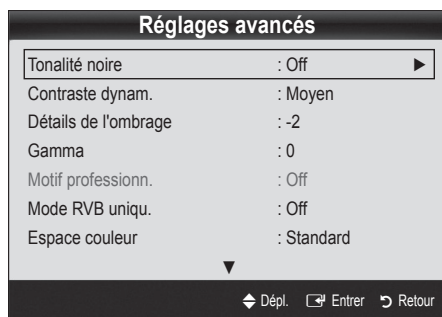 Réglages avancés
Tonalité noire : Off ►
Contraste dynam. : Moyen
Détails de l'ombrage : -2
Gamma : 0
Motif professionn. : Off
Mode RVB uniqu. : Off
Espace couleur : Standard
▼
Dépl. Entrer Retour